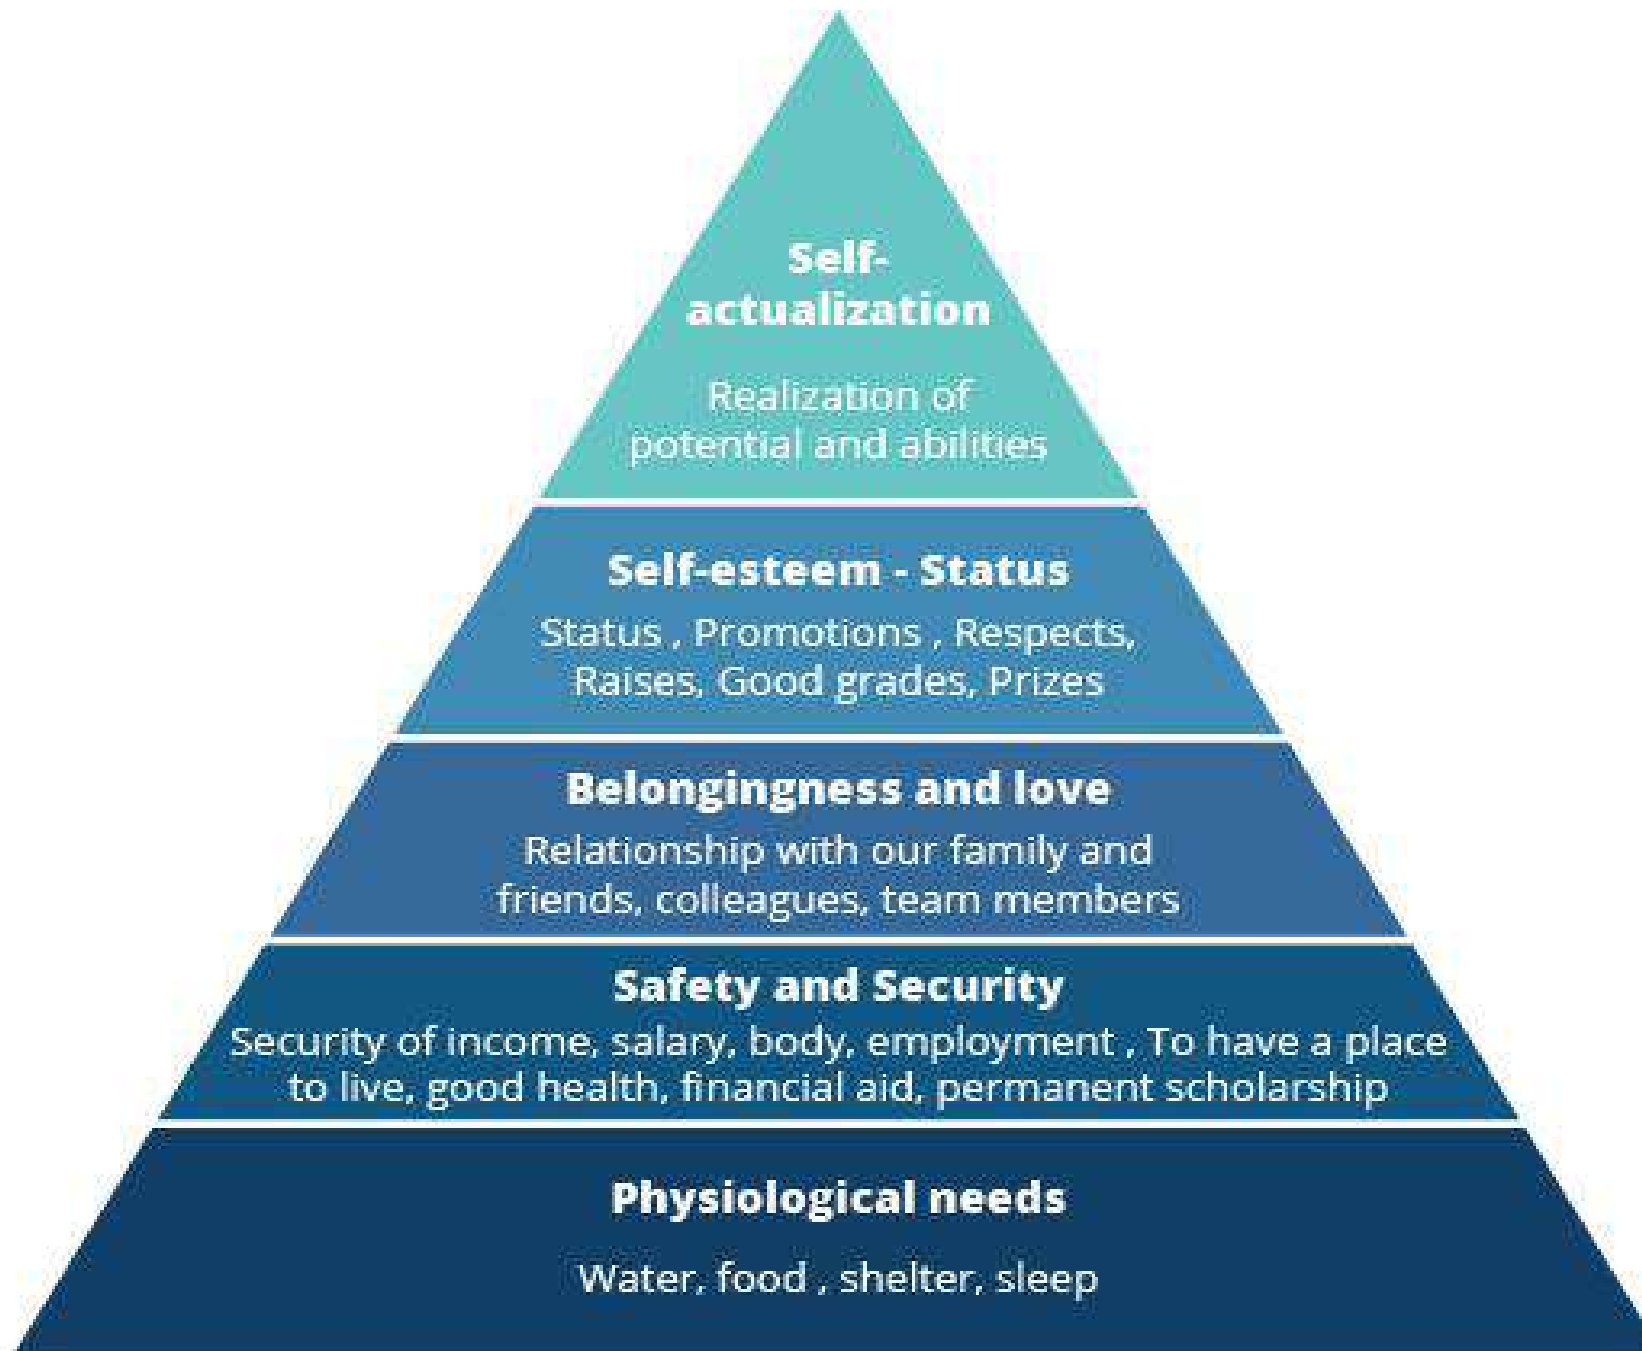 Self-
actualization
Realization of
potential and abilities
Self-esteem - Status
Status , Promotions , Respects,
Raises, Good grades, Prizes
Belongingness and love
Relationship with our family and
friends, colleagues, team members
Safety and Security
Security of income, salary, body, employment , To have a place
to live, good health, financial aid, permanent scholarship
Physiological needs
Water, food , shelter, sleep